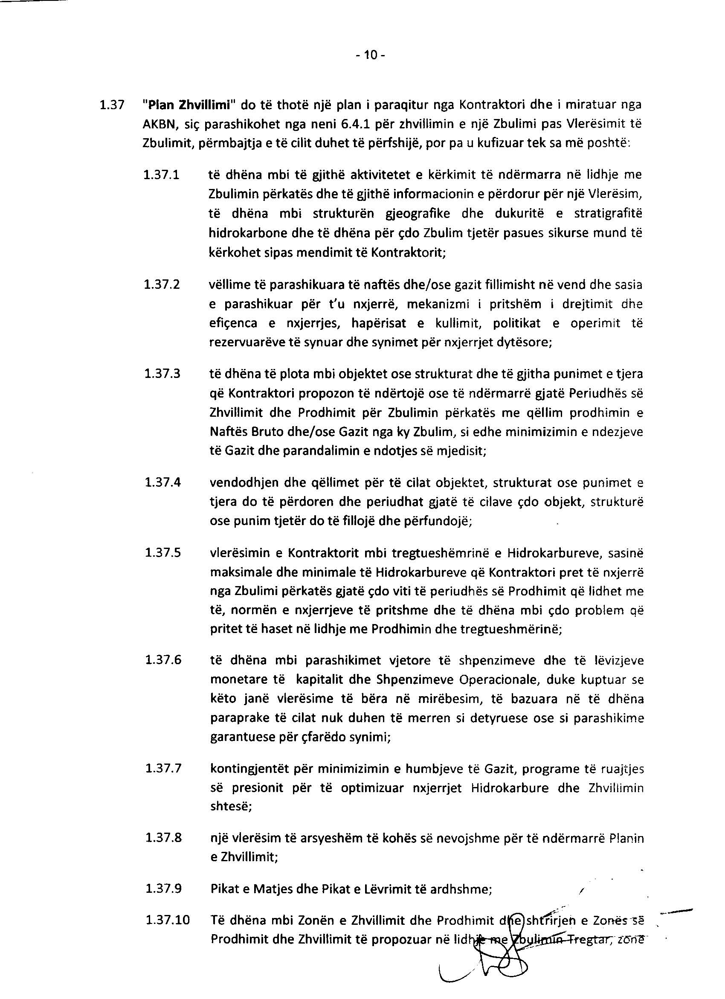 - 10 -
1.37 "Plan Zhvillimi" do të thotë një plan i paraqitur nga Kontraktori dhe i miratuar nga
AKBN, siç parashikohet nga neni 6.4.1 për zhvillimin e një Zbulimi pas Vlerësimit të
Zbulimit, përmbajtja e të cilit duhet të përfshijë, por pa u kufizuar tek sa më poshtë:
1.37.1 të dhëna mbi të gjithë aktivitetet e kërkimit të ndërmarra në lidhje me
Zbulimin përkatës dhe të gjithë informacionin e përdorur për një Vlerësim,
të dhëna mbi strukturën gjeografike dhe dukuritë e stratigrafitë
hidrokarbone dhe të dhëna për çdo Zbulim tjetër pasues sikurse mund të
kërkohet sipas mendimit të Kontraktorit;
1.37.2 vëllime të parashikuara të naftës dhe/ose gazit fillimisht në vend dhe sasia
e parashikuar për t'u nxjerrë, mekanizmi i pritshëm i drejtimit dhe
efiçenca e nxjerrjes, hapërisat e kullimit, politikat e operimit të
rezervuarëve të synuar dhe synimet për nxjerrjet dytësore;
1.37.3 të dhëna të plota mbi objektet ose strukturat dhe të gjitha punimet e tjera
që Kontraktori propozon të ndërtojë ose të ndërmarrë gjatë Periudhës së
Zhvillimit dhe Prodhimit për Zbulimin përkatës me qëllim prodhimin e
Naftës Bruto dhe/ose Gazit nga ky Zbulim, si edhe minimizimin e ndezjeve
të Gazit dhe parandalimin e ndotjes së mjedisit;
1.37.4 vendodhjen dhe qëllimet për të cilat objektet, strukturat ose punimet e
tjera do të përdoren dhe periudhat gjatë të cilave çdo objekt, strukturë
ose punim tjetër do të fillojë dhe përfundojë;
1.37.5 vlerësimin e Kontraktorit mbi tregtueshëmrinë e Hidrokarbureve, sasinë
maksimale dhe minimale të Hidrokarbureve që Kontraktori pret të nxjerrë
nga Zbulimi përkatës gjatë çdo viti të periudhës së Prodhimit që lidhet me
të, normën e nxjerrjeve të pritshme dhe të dhëna mbi çdo problem që
pritet të haset në lidhje me Prodhimin dhe tregtueshmërinë;
1.37.6 të dhëna mbi parashikimet vjetore të shpenzimeve dhe të lëvizjeve
monetare të kapitalit dhe Shpenzimeve Operacionale, duke kuptuar se
këto janë vlerësime të bëra në mirëbesim, të bazuara në të dhëna
paraprake të cilat nuk duhen të merren si detyruese ose si parashikime
garantuese për çfarëdo synimi;
1.37.7 kontingjentët për minimizimin e humbjeve të Gazit, programe të ruajtjes
së presionit për të optimizuar nxjerrjet Hidrokarbure dhe Zhvillimin
shtesë;
1.37.8 një vlerësim të arsyeshëm të kohës së nevojshme për të ndërmarrë Planin
e Zhvillimit;
1.37.9 Pikat e Matjes dhe Pikat e Lëvrimit të ardhshme;
1.37.10 Të dhëna mbi Zonën e Zhvillimit dhe Prodhimit dhe shtrirjen e Zonës së
Prodhimit dhe Zhvillimit të propozuar në lidhje me Zbulimin Tregtar, zonë